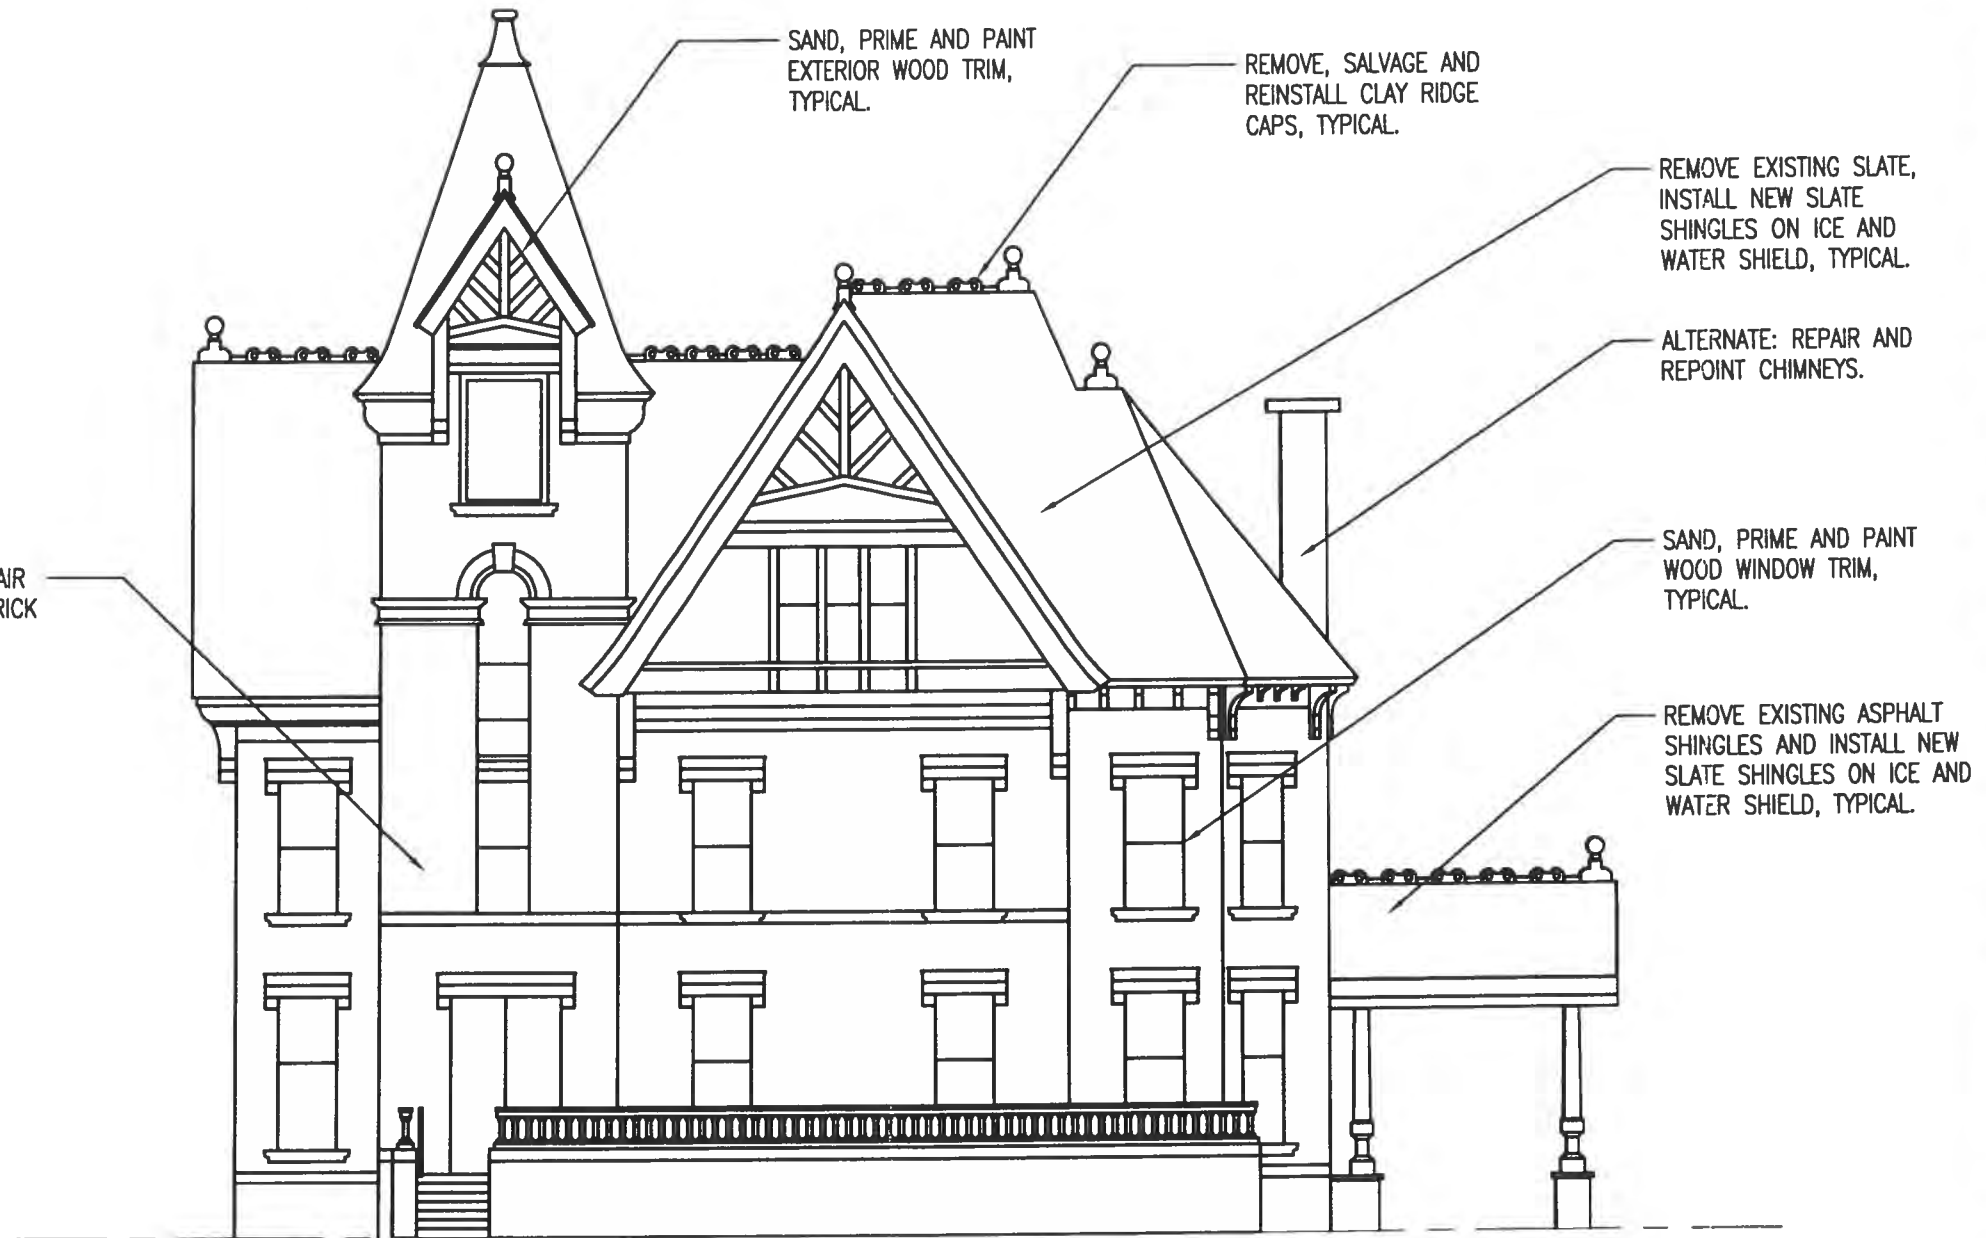 SAND, PRIME AND PAINT
EXTERIOR WOOD TRIM,
TYPICAL.
REMOVE, SALVAGE AND
REINSTALL CLAY RIDGE
CAPS, TYPICAL.
REMOVE EXISTING SLATE,
INSTALL NEW SLATE
SHINGLES ON ICE AND
WATER SHIELD, TYPICAL.
ALTERNATE: REPAIR AND
REPOINT CHIMNEYS.
SAND, PRIME AND PAINT
WOOD WINDOW TRIM,
TYPICAL.
REMOVE EXISTING ASPHALT
SHINGLES AND INSTALL NEW
SLATE SHINGLES ON ICE AND
WATER SHIELD, TYPICAL.
AIR
RICK